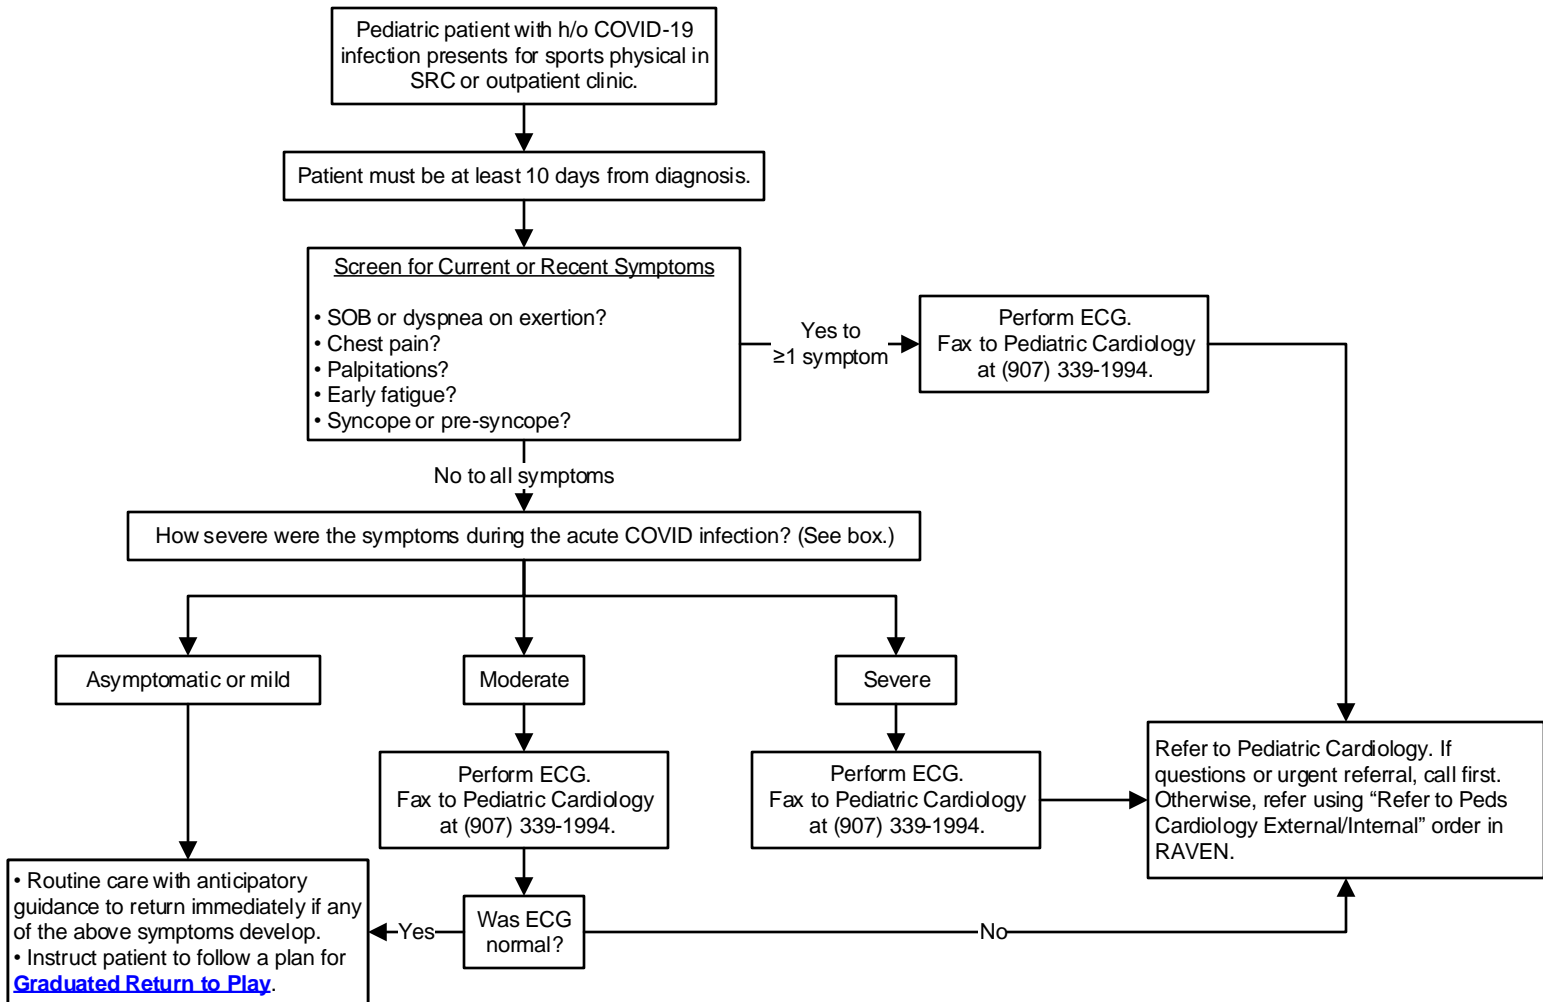 Pediatric patient with h/o COVID-19
infection presents for sports physical in
SRC or outpatient clinic.
Patient must be at least 10 days from diagnosis.
Screen for Current or Recent Symptoms
• SOB or dyspnea on exertion?
• Chest pain?
• Palpitations?
• Early fatigue?
• Syncope or pre-syncope?
Yes to
≥1 symptom
Perform ECG.
Fax to Pediatric Cardiology
at (907) 339-1994.
No to all symptoms
How severe were the symptoms during the acute COVID infection? (See box.)
Asymptomatic or mild
Moderate
Severe
Perform ECG.
Fax to Pediatric Cardiology
at (907) 339-1994.
Perform ECG.
Fax to Pediatric Cardiology
at (907) 339-1994.
Refer to Pediatric Cardiology. If
questions or urgent referral, call first.
Otherwise, refer using “Refer to Peds
Cardiology External/Internal” order in
RAVEN.
• Routine care with anticipatory
guidance to return immediately if any
of the above symptoms develop.
• Instruct patient to follow a plan for
Graduated Return to Play.
Yes
Was ECG
normal?
No